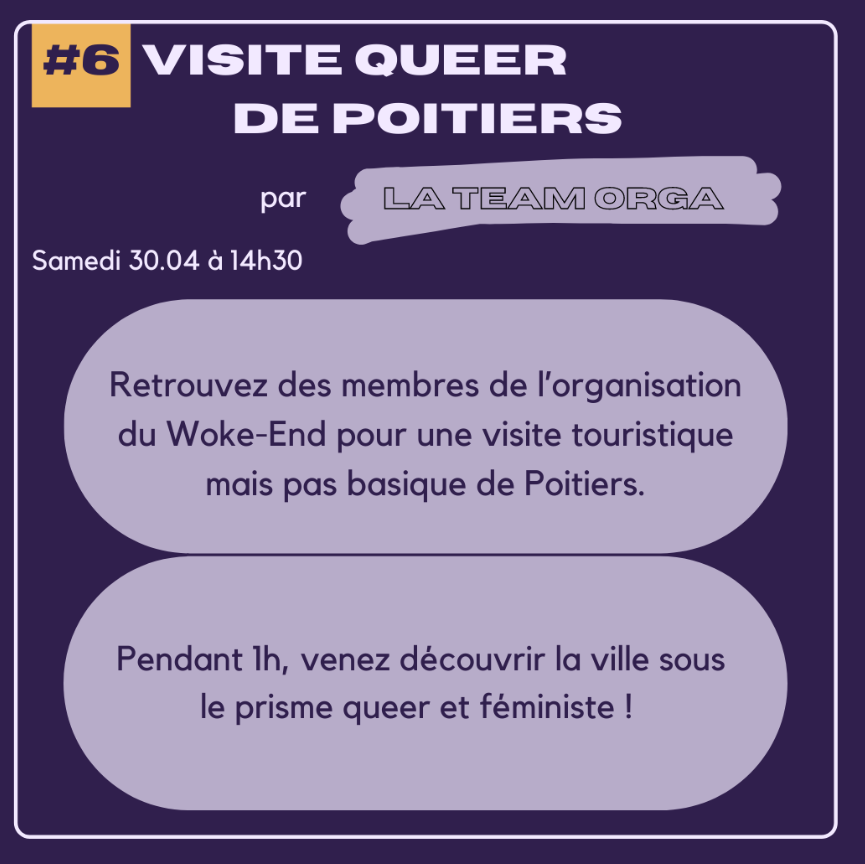 #6 VISITE QUEER
DE POITIERS
par LA TEAM ORGA
Samedi 30.04 à 14h30
Retrouvez des membres de l'organisation
du Woke-End pour une visite touristique
mais pas basique de Poitiers.
Pendant 1h, venez découvrir la ville sous
le prisme queer et féministe !